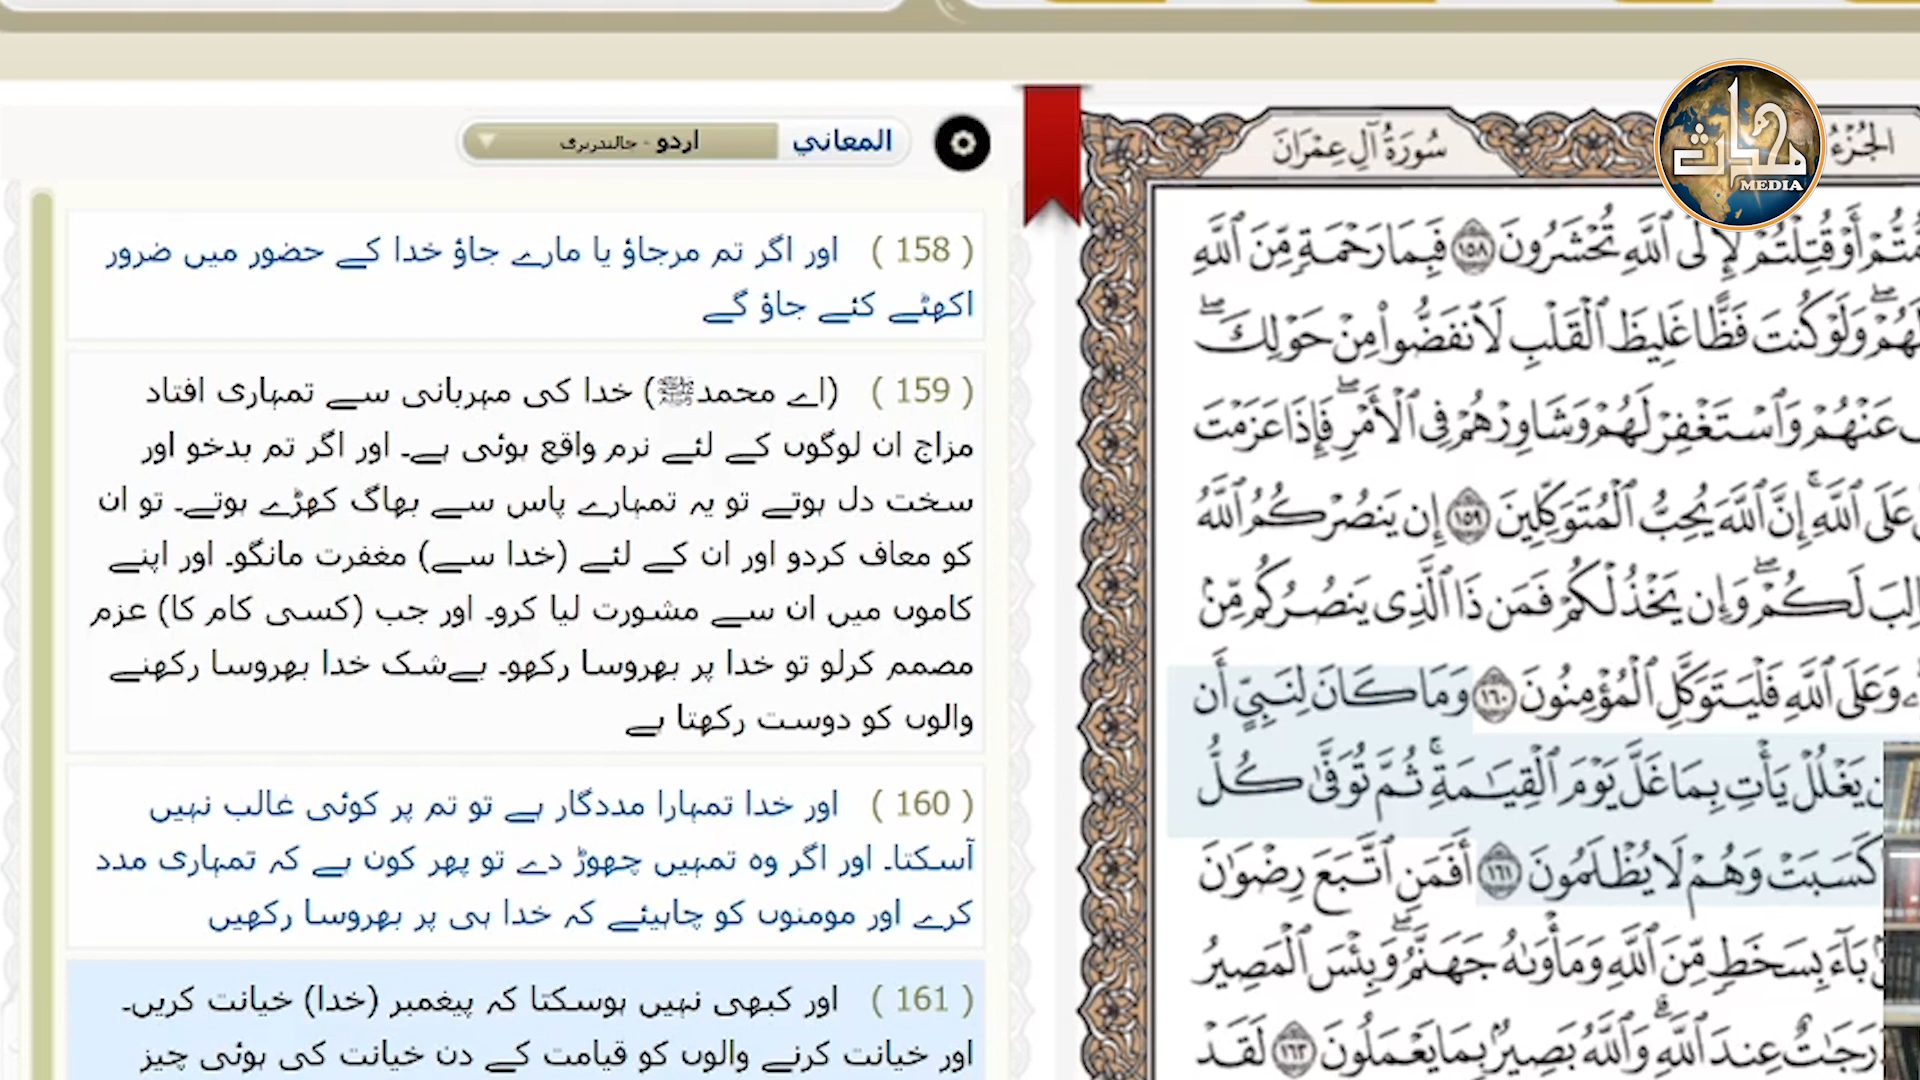 المعاني
اردو - جالندربرى
( 158 ) اور اگر تم مرجاؤ یا مارے جاؤ خدا کے حضور میں ضرور
اکھٹے کئے جاؤ گے
( 159 ) (اے محمدﷺ) خدا کی مہربانی سے تمہاری افتاد
مزاج ان لوگوں کے لئے نرم واقع ہوئی ہے۔ اور اگر تم بدخو اور
سخت دل ہوتے تو یہ تمہارے پاس سے بھاگ کھڑے ہوتے۔ تو ان
کو معاف کردو اور ان کے لئے (خدا سے) مغفرت مانگو۔ اور اپنے
کاموں میں ان سے مشورت لیا کرو۔ اور جب (کسی کام کا) عزم
مصمم کرلو تو خدا پر بھروسا رکھو۔ بےشک خدا بھروسا رکھنے
والوں کو دوست رکھتا ہے
( 160 ) اور خدا تمہارا مددگار ہے تو تم پر کوئی غالب نہیں
آسکتا۔ اور اگر وہ تمہیں چھوڑ دے تو پھر کون ہے کہ تمہاری مدد
کرے اور مومنوں کو چاہیئے کہ خدا ہی پر بھروسا رکھیں
( 161 ) اور کبھی نہیں ہوسکتا کہ پیغمبر (خدا) خیانت کریں۔
اور خیانت کرنے والوں کو قیامت کے دن خیانت کی ہوئی چیز
الجُزْءُ
سُورَةُ آلِ عِمْرَانَ
مُّتُّمْ أَوْ قُتِلْتُمْ لَإِلَى ٱللَّهِ تُحْشَرُونَ ١٥٨ فَبِمَا رَحْمَةٍ مِّنَ ٱللَّهِ
لَهُمْ ۖ وَلَوْ كُنتَ فَظًّا غَلِيظَ ٱلْقَلْبِ لَٱنفَضُّوا۟ مِنْ حَوْلِكَ ۖ
عَنْهُمْ وَٱسْتَغْفِرْ لَهُمْ وَشَاوِرْهُمْ فِى ٱلْأَمْرِ ۖ فَإِذَا عَزَمْتَ
عَلَى ٱللَّهِ ۚ إِنَّ ٱللَّهَ يُحِبُّ ٱلْمُتَوَكِّلِينَ ١٥٩ إِن يَنصُرْكُمُ ٱللَّهُ
لَكُمْ ۖ وَإِن يَخْذُلْكُمْ فَمَن ذَا ٱلَّذِى يَنصُرُكُم مِّنۢ
وَعَلَى ٱللَّهِ فَلْيَتَوَكَّلِ ٱلْمُؤْمِنُونَ ١٦٠ وَمَا كَانَ لِنَبِىٍّ أَن
يَغْلُلْ يَأْتِ بِمَا غَلَّ يَوْمَ ٱلْقِيَٰمَةِ ۚ ثُمَّ تُوَفَّىٰ كُلُّ
كَسَبَتْ وَهُمْ لَا يُظْلَمُونَ ١٦١ أَفَمَنِ ٱتَّبَعَ رِضْوَٰنَ
بَآءَ بِسَخَطٍ مِّنَ ٱللَّهِ وَمَأْوَىٰهُ جَهَنَّمُ ۚ وَبِئْسَ ٱلْمَصِيرُ
دَرَجَٰتٌ عِندَ ٱللَّهِ ۗ وَٱللَّهُ بَصِيرٌۢ بِمَا يَعْمَلُونَ ١٦٣ لَقَدْ
محدث
MEDIA